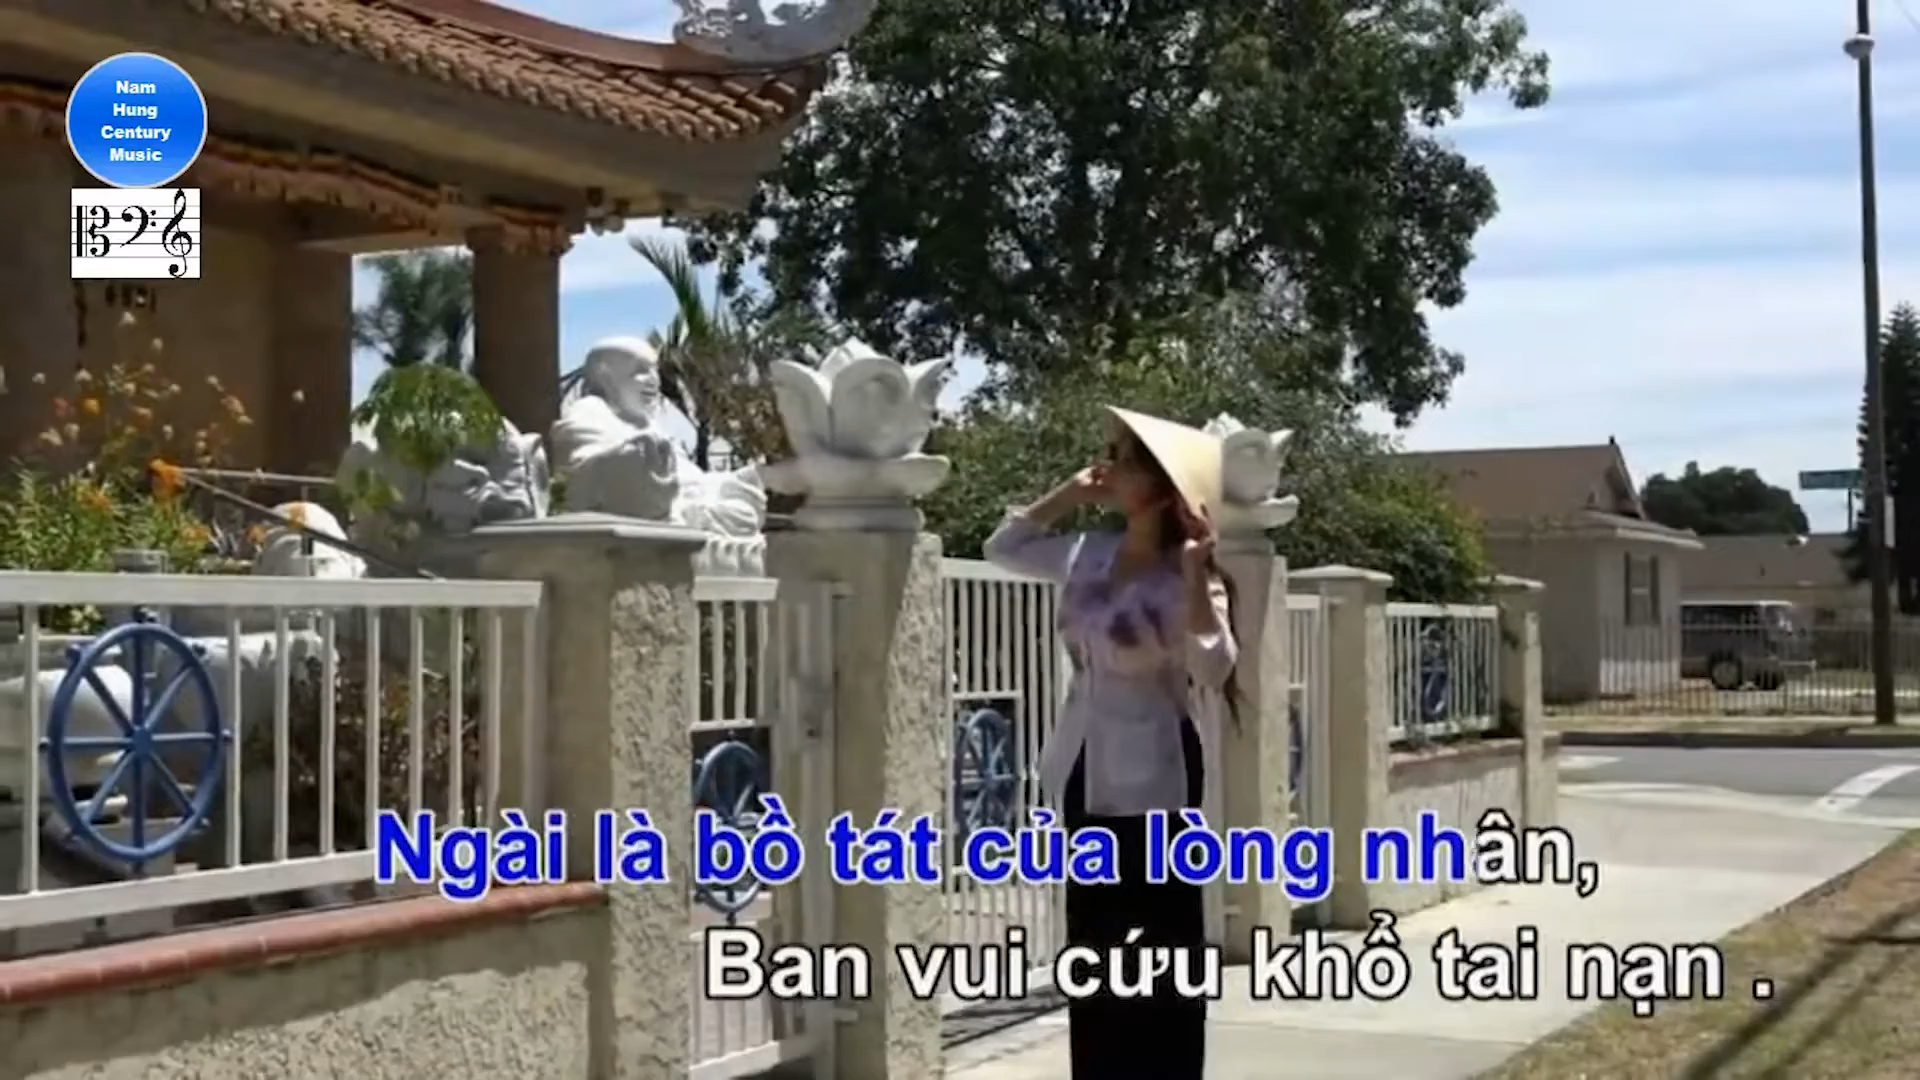 Nam
Hung
Century
Music
Ngài là bồ tát của lòng nhân,
Ban vui cứu khổ tai nạn .